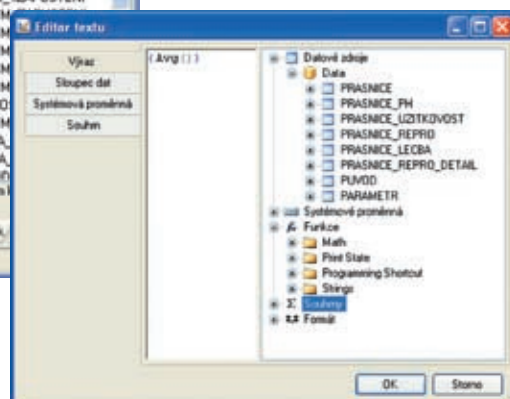 Editor textu
Výraz
Sloupec dat
Systémová proměnná
Souhrn
{Avg()}
Datové zdroje
Data
PRASNICE
PRASNICE_PH
PRASNICE_UZITKOVOST
PRASNICE_REPRO
PRASNICE_LECBA
PRASNICE_REPRO_DETAIL
PUVOD
PARAMETR
Systémové proměnná
Funkce
Math
Print State
Programming Shortcut
Strings
Souhrny
Formát
OK
Storno